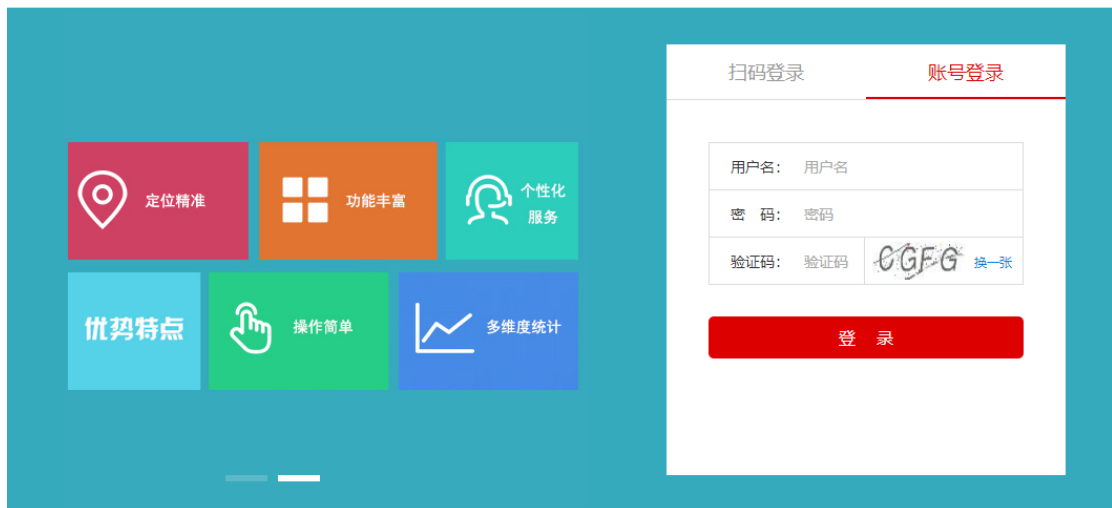 定位精准
功能丰富
个性化
服务
优势特点
操作简单
多维度统计
扫码登录 账号登录
用户名： 用户名
密 码： 密码
验证码： 验证码 CGFG 换一张
登 录